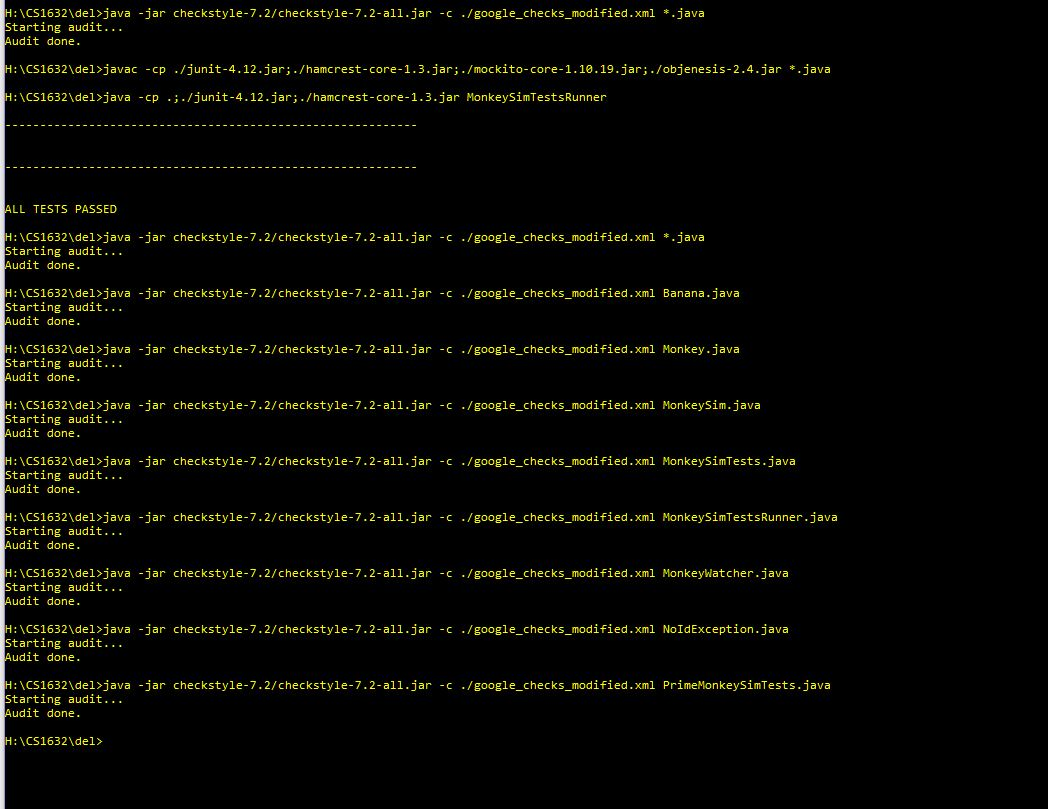 H:\CS1632\del>java -jar checkstyle-7.2/checkstyle-7.2-all.jar -c ./google_checks_modified.xml *.java
Starting audit...
Audit done.
H:\CS1632\del>javac -cp ./junit-4.12.jar;./hamcrest-core-1.3.jar;./mockito-core-1.10.19.jar;./objenesis-2.4.jar *.java
H:\CS1632\del>java -cp .;./junit-4.12.jar;./hamcrest-core-1.3.jar MonkeySimTestsRunner
-----------------------------------------------------------
-----------------------------------------------------------
ALL TESTS PASSED
H:\CS1632\del>java -jar checkstyle-7.2/checkstyle-7.2-all.jar -c ./google_checks_modified.xml *.java
Starting audit...
Audit done.
H:\CS1632\del>java -jar checkstyle-7.2/checkstyle-7.2-all.jar -c ./google_checks_modified.xml Banana.java
Starting audit...
Audit done.
H:\CS1632\del>java -jar checkstyle-7.2/checkstyle-7.2-all.jar -c ./google_checks_modified.xml Monkey.java
Starting audit...
Audit done.
H:\CS1632\del>java -jar checkstyle-7.2/checkstyle-7.2-all.jar -c ./google_checks_modified.xml MonkeySim.java
Starting audit...
Audit done.
H:\CS1632\del>java -jar checkstyle-7.2/checkstyle-7.2-all.jar -c ./google_checks_modified.xml MonkeySimTests.java
Starting audit...
Audit done.
H:\CS1632\del>java -jar checkstyle-7.2/checkstyle-7.2-all.jar -c ./google_checks_modified.xml MonkeySimTestsRunner.java
Starting audit...
Audit done.
H:\CS1632\del>java -jar checkstyle-7.2/checkstyle-7.2-all.jar -c ./google_checks_modified.xml MonkeyWatcher.java
Starting audit...
Audit done.
H:\CS1632\del>java -jar checkstyle-7.2/checkstyle-7.2-all.jar -c ./google_checks_modified.xml NoIdException.java
Starting audit...
Audit done.
H:\CS1632\del>java -jar checkstyle-7.2/checkstyle-7.2-all.jar -c ./google_checks_modified.xml PrimeMonkeySimTests.java
Starting audit...
Audit done.
H:\CS1632\del>